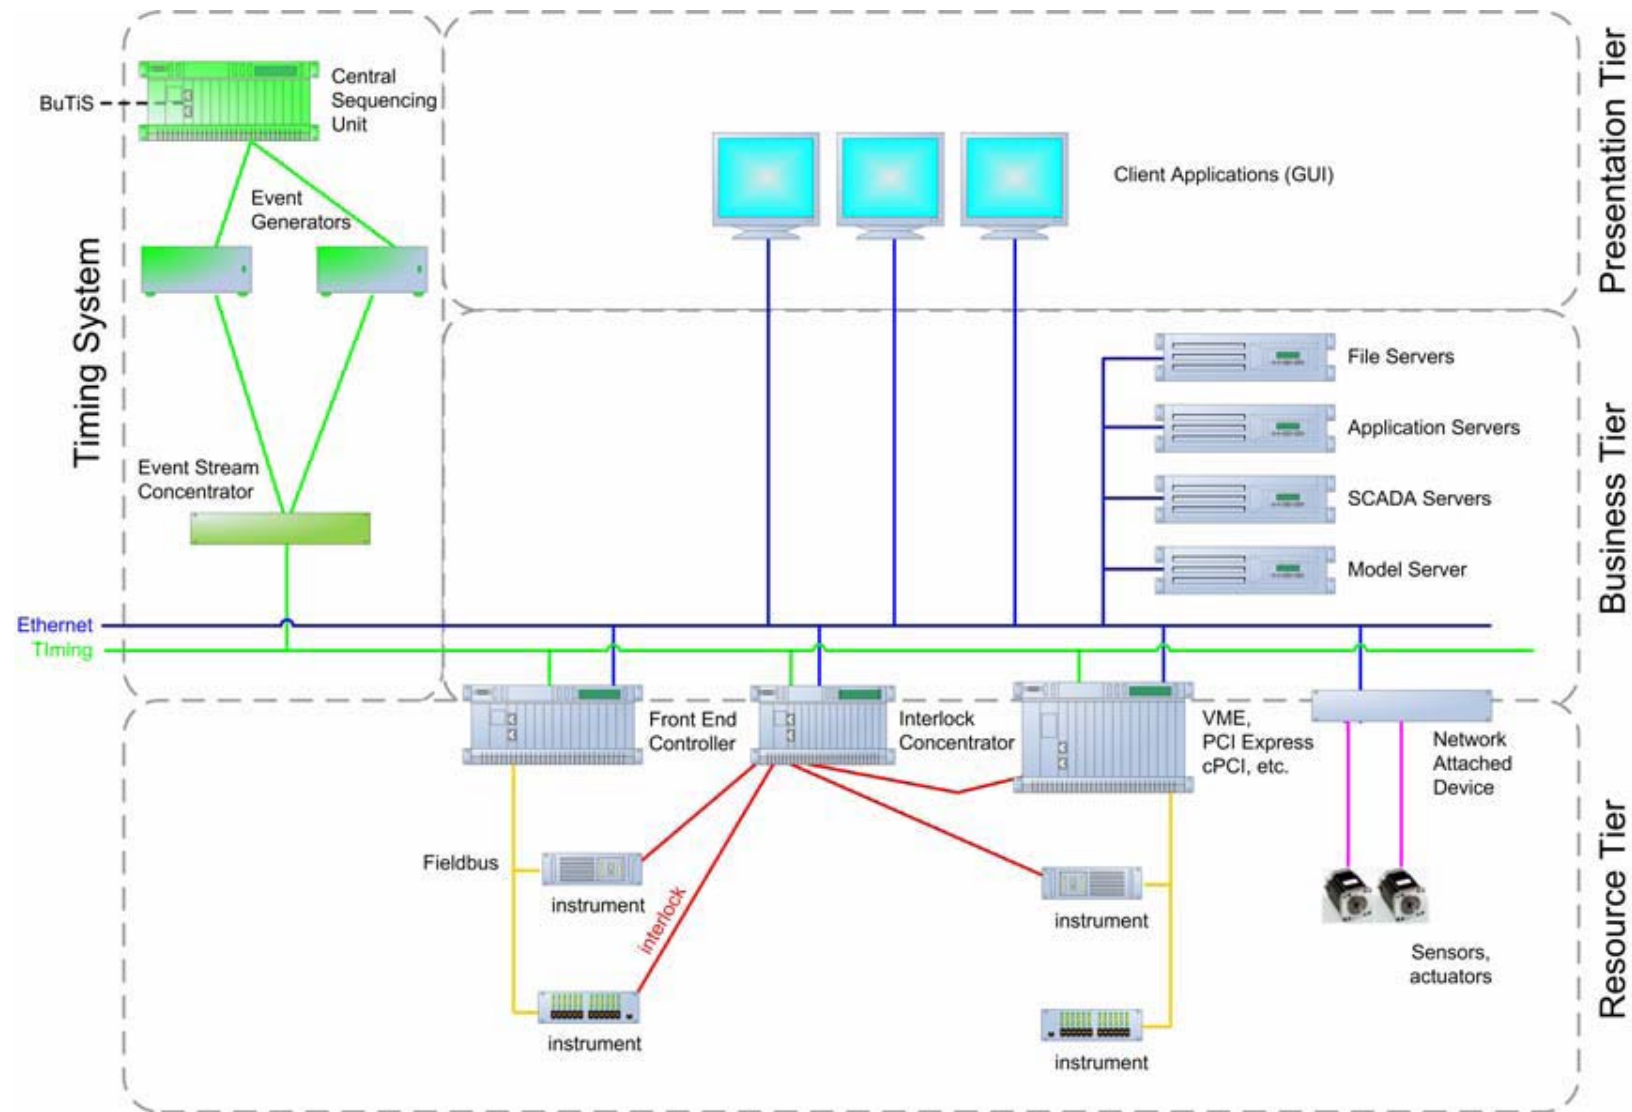 BuTiS
Central
Sequencing
Unit
Event
Generators
Timing System
Event Stream
Concentrator
Client Applications (GUI)
Presentation Tier
File Servers
Application Servers
SCADA Servers
Model Server
Business Tier
Ethernet
TIming
Front End
Controller
Interlock
Concentrator
VME,
PCI Express
cPCI, etc.
Network
Attached
Device
Fieldbus
instrument
interlock
instrument
instrument
instrument
Sensors,
actuators
Resource Tier